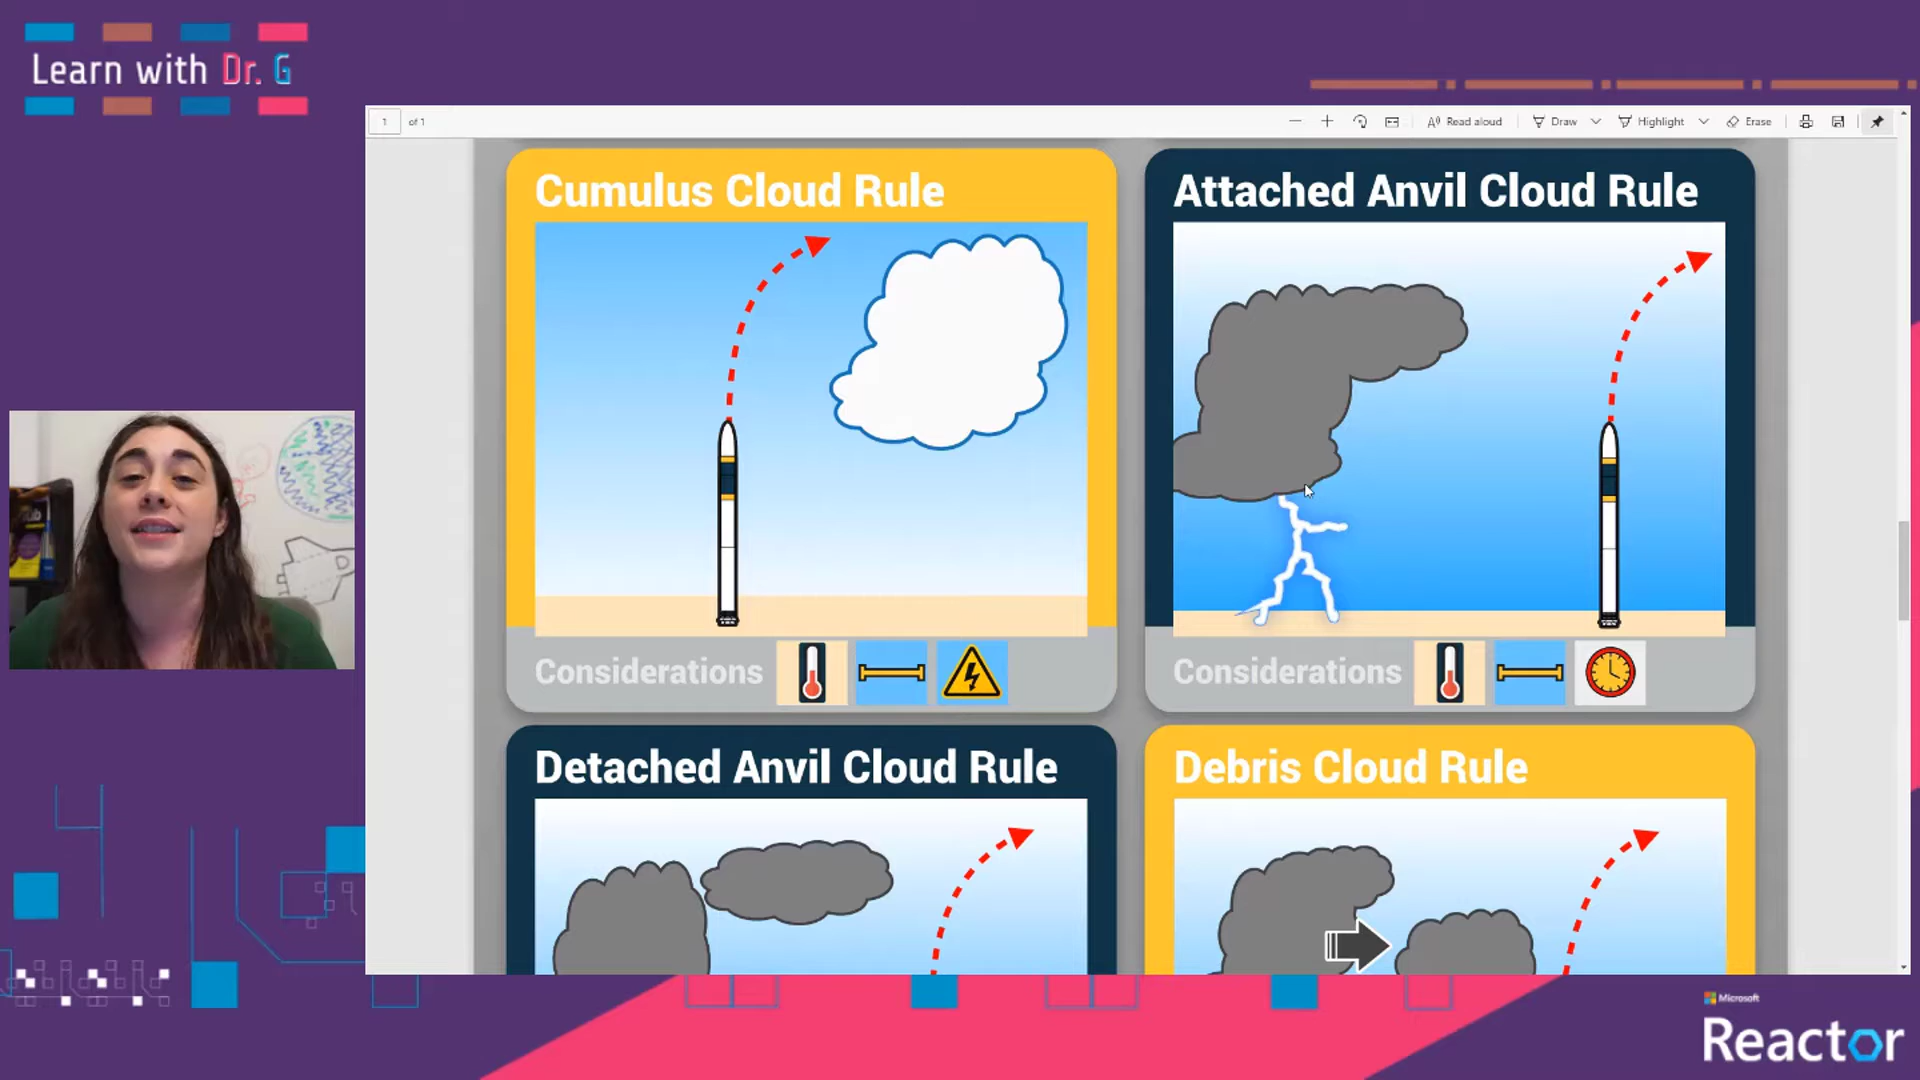 Learn with Dr. G
1 of 1
Read aloud
Draw
Highlight
Erase
Cumulus Cloud Rule
Attached Anvil Cloud Rule
Considerations
Considerations
Detached Anvil Cloud Rule
Debris Cloud Rule
Microsoft
Reactor